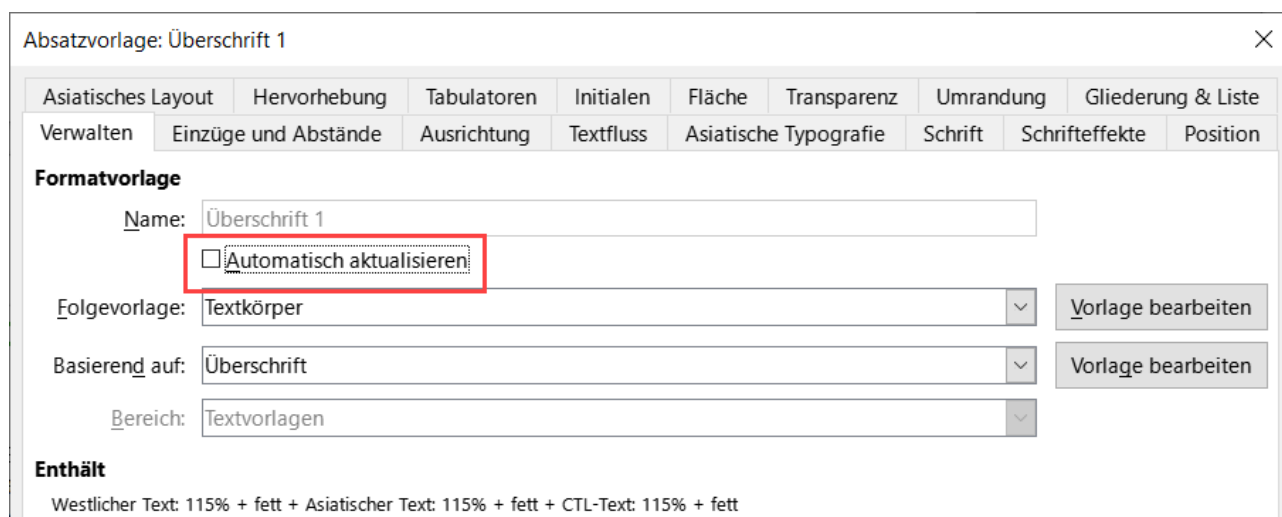 Absatzvorlage: Überschrift 1
Asiatisches Layout Hervorhebung Tabulatoren Initialen Fläche Transparenz Umrandung Gliederung & Liste
Verwalten Einzüge und Abstände Ausrichtung Textfluss Asiatische Typografie Schrift Schrifteffekte Position
Formatvorlage
Name: Überschrift 1
Automatisch aktualisieren
Folgevorlage: Textkörper Vorlage bearbeiten
Basierend auf: Überschrift Vorlage bearbeiten
Bereich: Textvorlagen
Enthält
Westlicher Text: 115% + fett + Asiatischer Text: 115% + fett + CTL-Text: 115% + fett